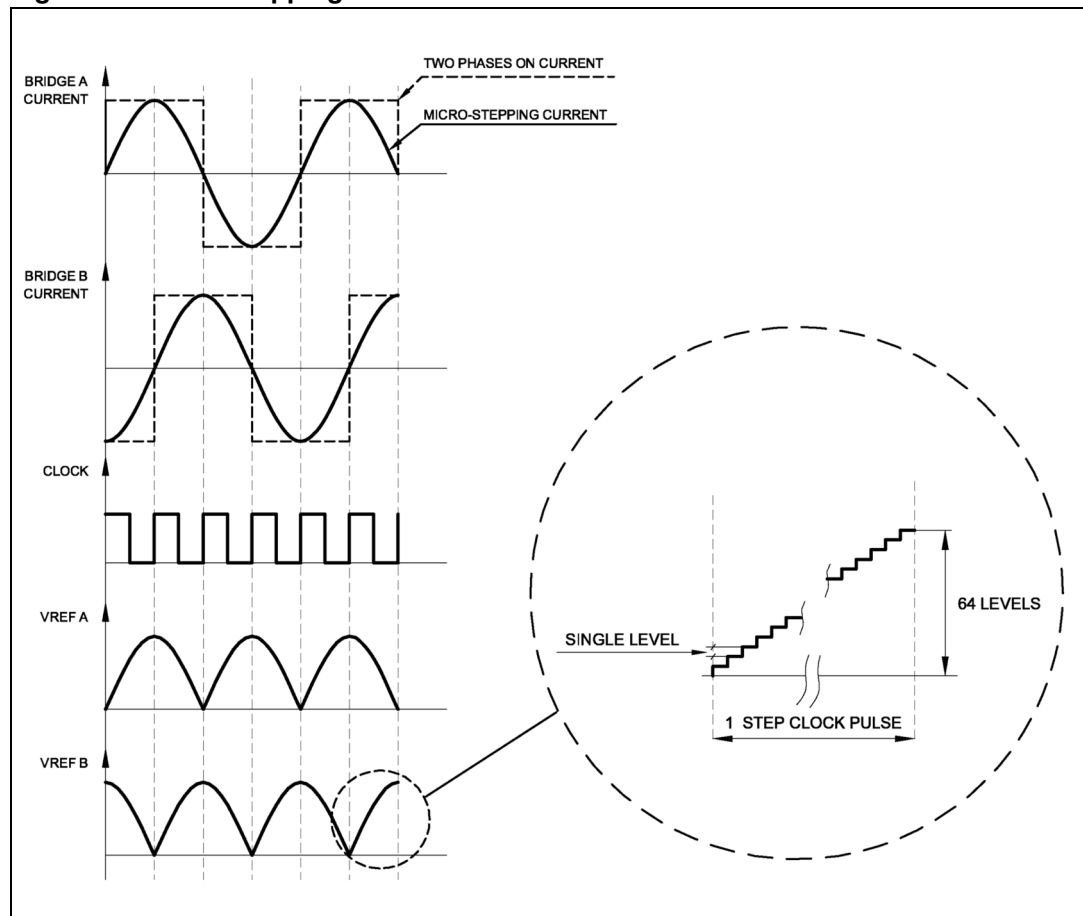 BRIDGE A
CURRENT
TWO PHASES ON CURRENT
MICRO-STEPPING CURRENT
BRIDGE B
CURRENT
CLOCK
VREF A
VREF B
SINGLE LEVEL
64 LEVELS
1 STEP CLOCK PULSE